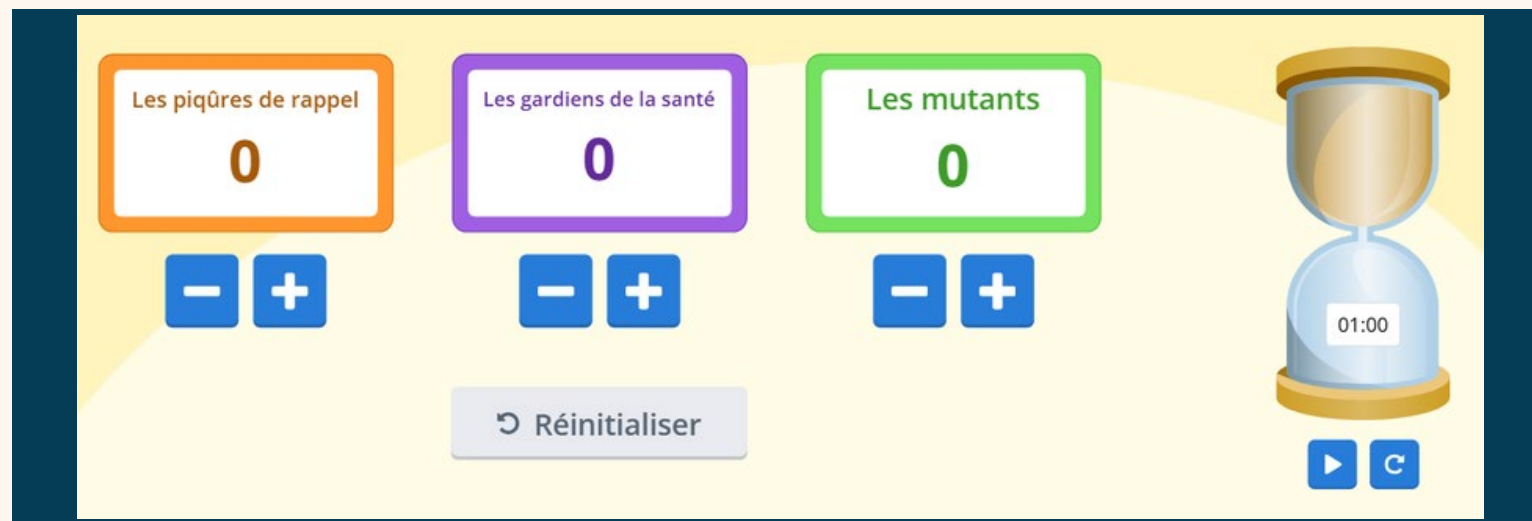 Les piqûres de rappel
0
Les gardiens de la santé
0
Les mutants
0
01:00
Réinitialiser